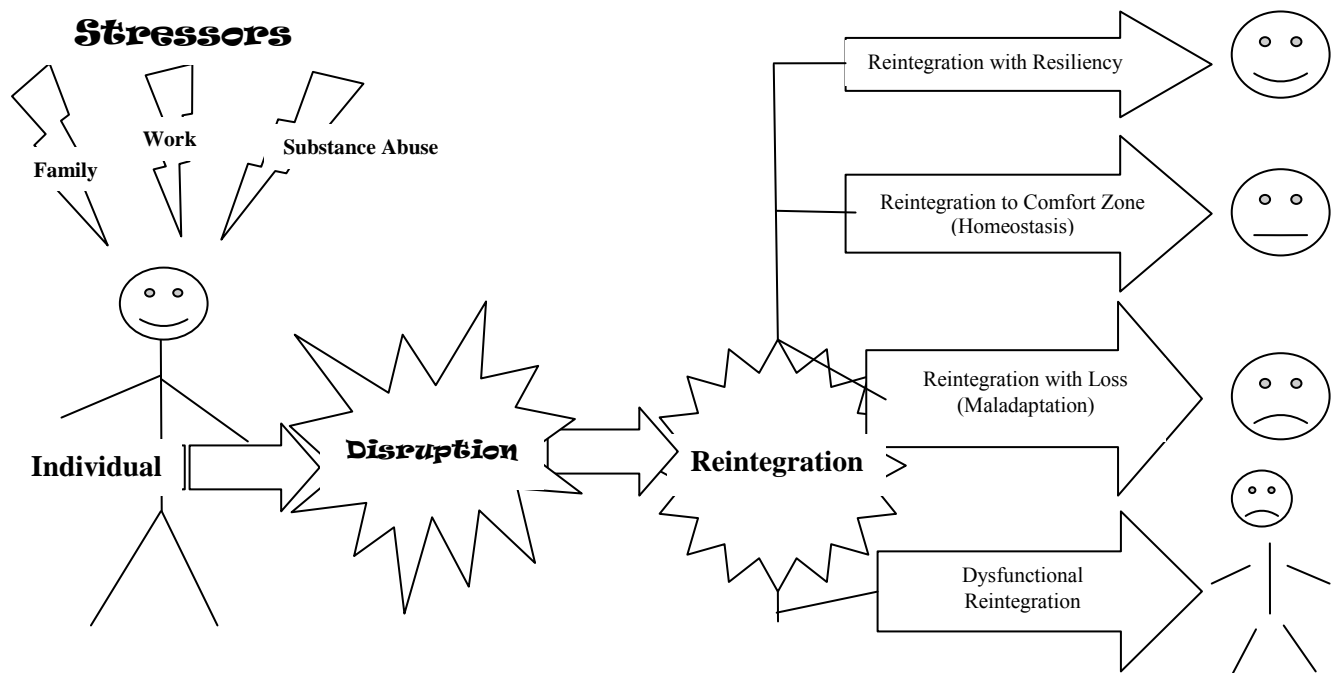 Stressors
Family
Work
Substance Abuse
Individual
Disruption
Reintegration
Reintegration with Resiliency
Reintegration to Comfort Zone
(Homeostasis)
Reintegration with Loss
(Maladaptation)
Dysfunctional
Reintegration